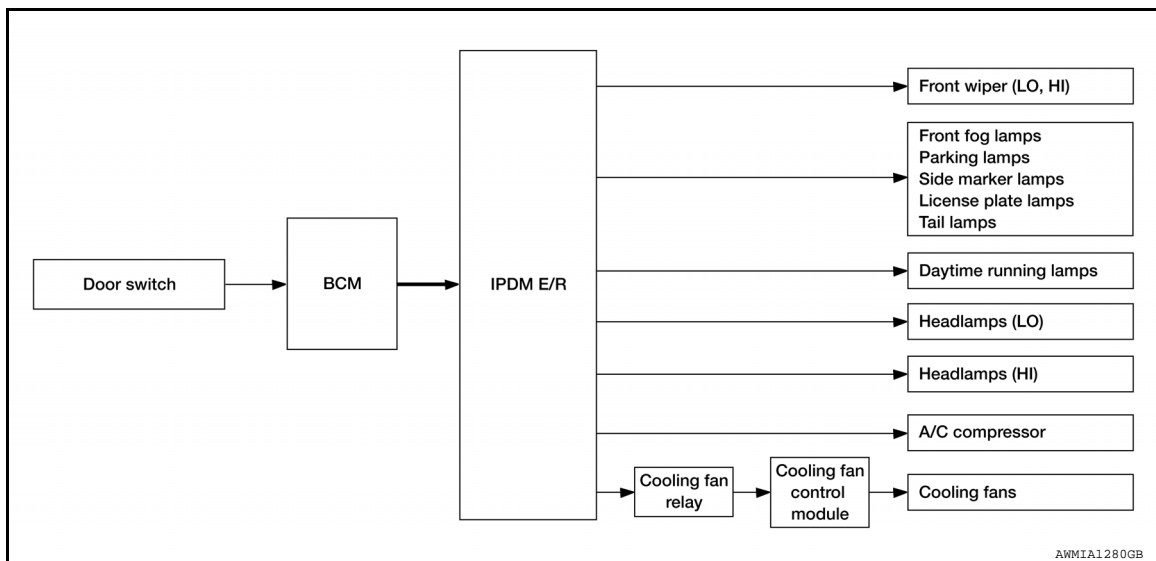 Door switch
BCM
IPDM E/R
Front wiper (LO, HI)
Front fog lamps
Parking lamps
Side marker lamps
License plate lamps
Tail lamps
Daytime running lamps
Headlamps (LO)
Headlamps (HI)
A/C compressor
Cooling fan
relay
Cooling fan
control
module
Cooling fans
AWMIA1280GB